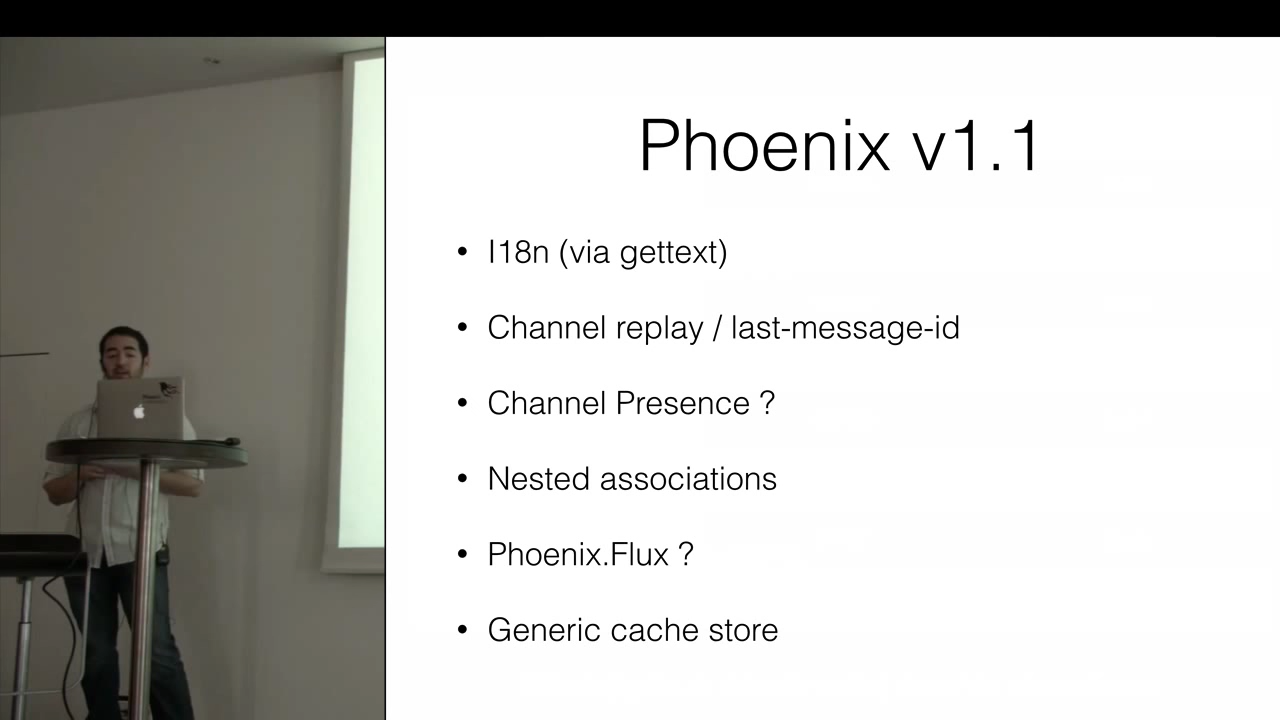 Phoenix v1.1
• I18n (via gettext)
• Channel replay / last-message-id
• Channel Presence ?
• Nested associations
• Phoenix.Flux ?
• Generic cache store